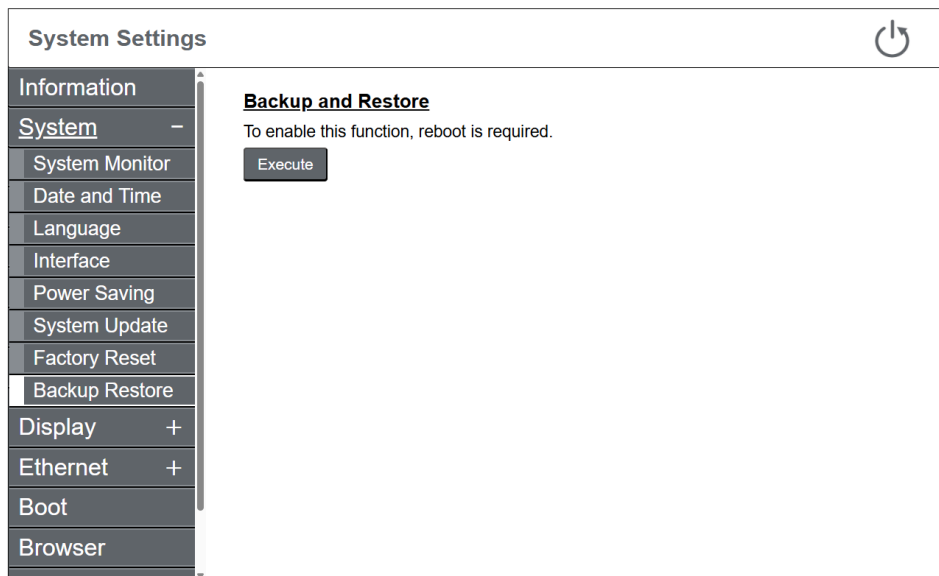 System Settings
Information
System −
System Monitor
Date and Time
Language
Interface
Power Saving
System Update
Factory Reset
Backup Restore
Display +
Ethernet +
Boot
Browser
Backup and Restore
To enable this function, reboot is required.
Execute